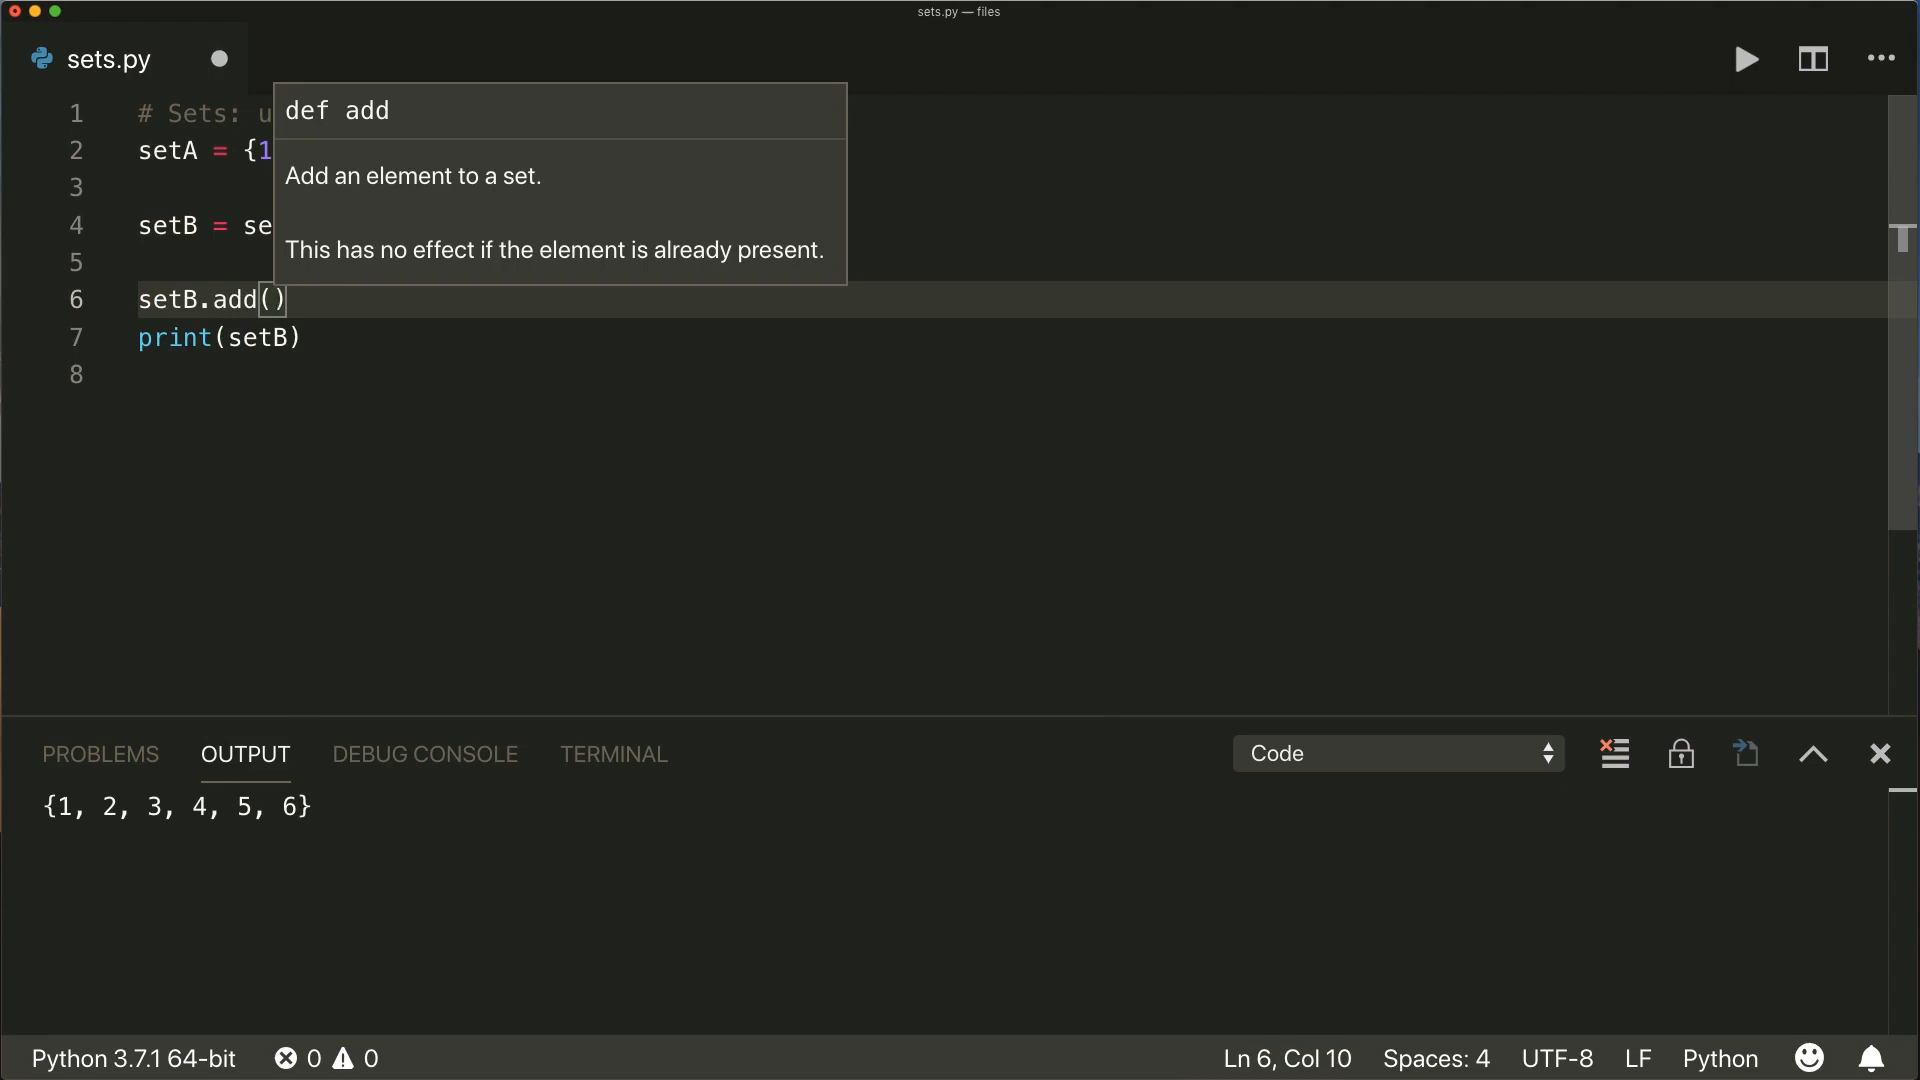 sets.py — files
sets.py
def add
Add an element to a set.
This has no effect if the element is already present.
1 # Sets: u
2 setA = {1
3
4 setB = se
5
6 setB.add()
7 print(setB)
8
PROBLEMS OUTPUT DEBUG CONSOLE TERMINAL Code
{1, 2, 3, 4, 5, 6}
Python 3.7.1 64-bit 0 0 Ln 6, Col 10 Spaces: 4 UTF-8 LF Python